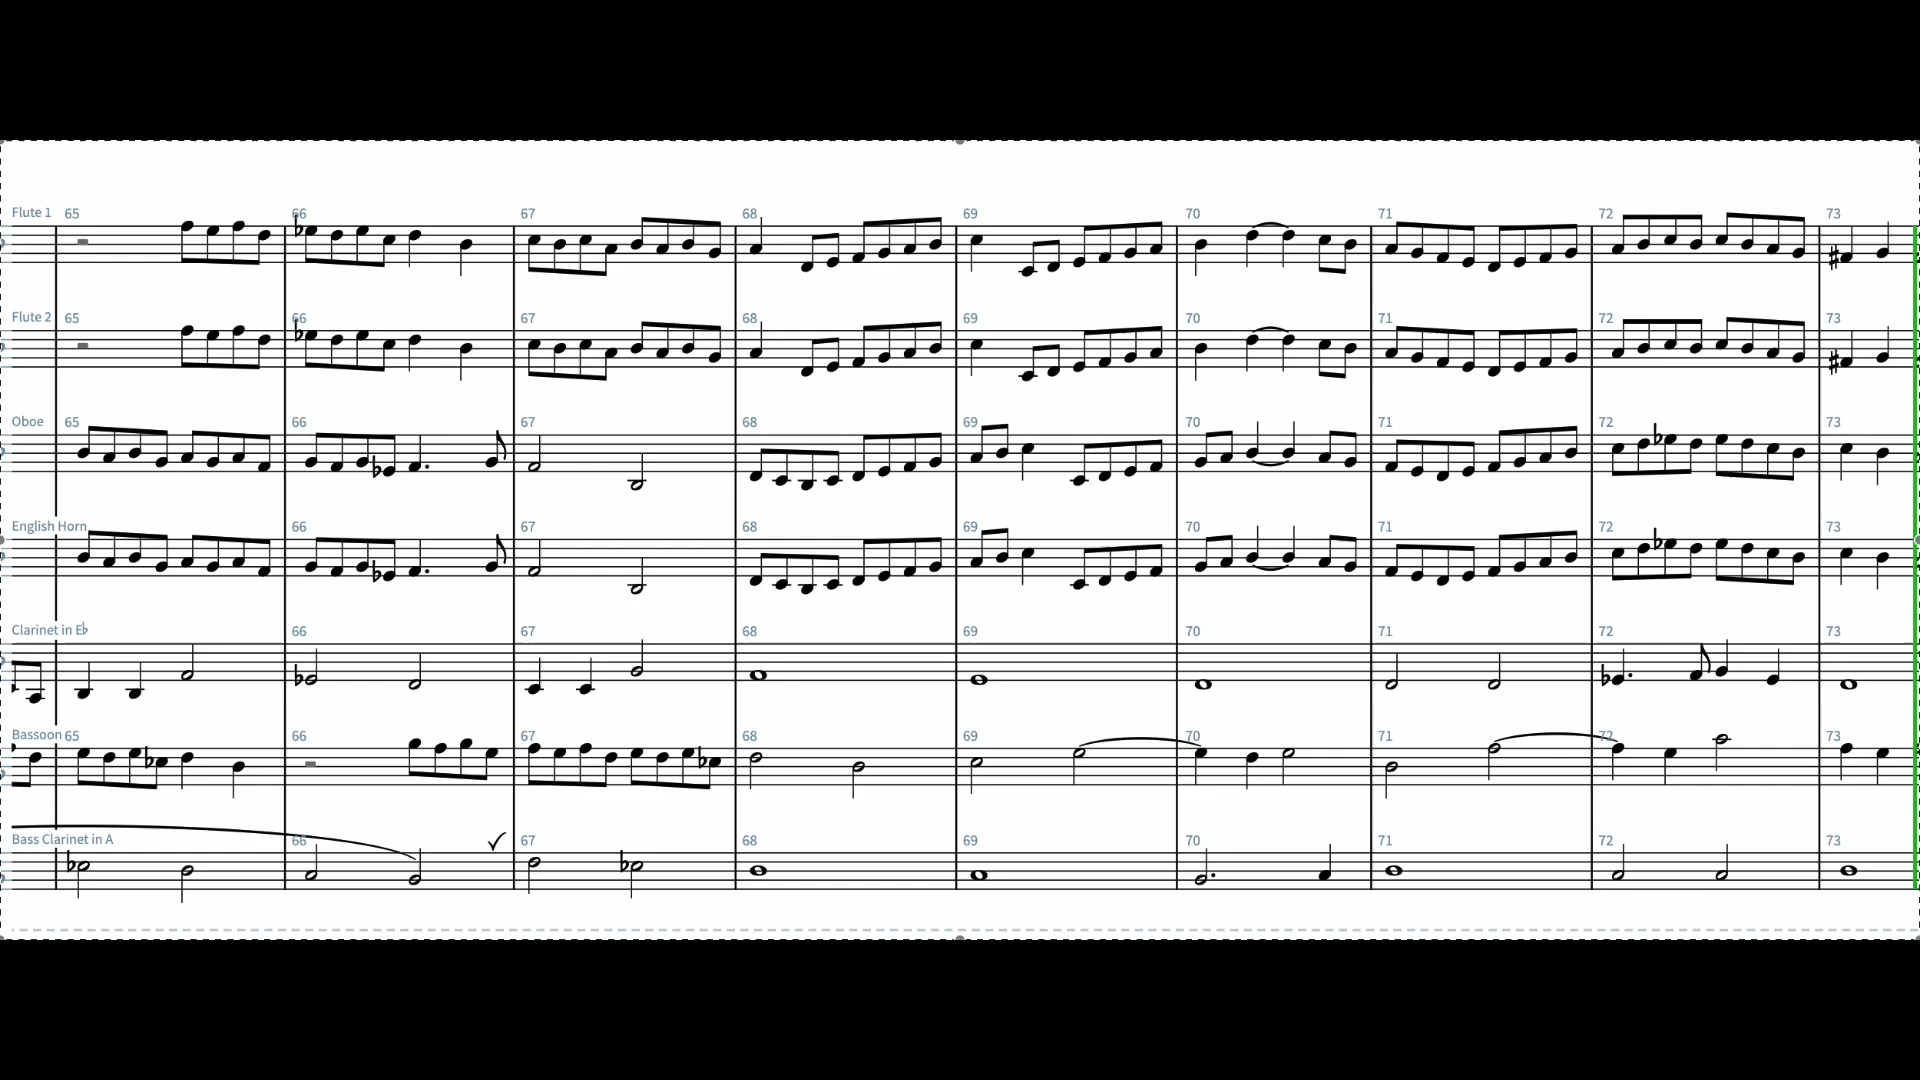 Flute 1 65 66 67 68 69 70 71 72 73
Flute 2 65 66 67 68 69 70 71 72 73
Oboe 65 66 67 68 69 70 71 72 73
English Horn 66 67 68 69 70 71 72 73
Clarinet in E♭ 66 67 68 69 70 71 72 73
Bassoon 65 66 67 68 69 70 71 72 73
Bass Clarinet in A 66 67 68 69 70 71 72 73